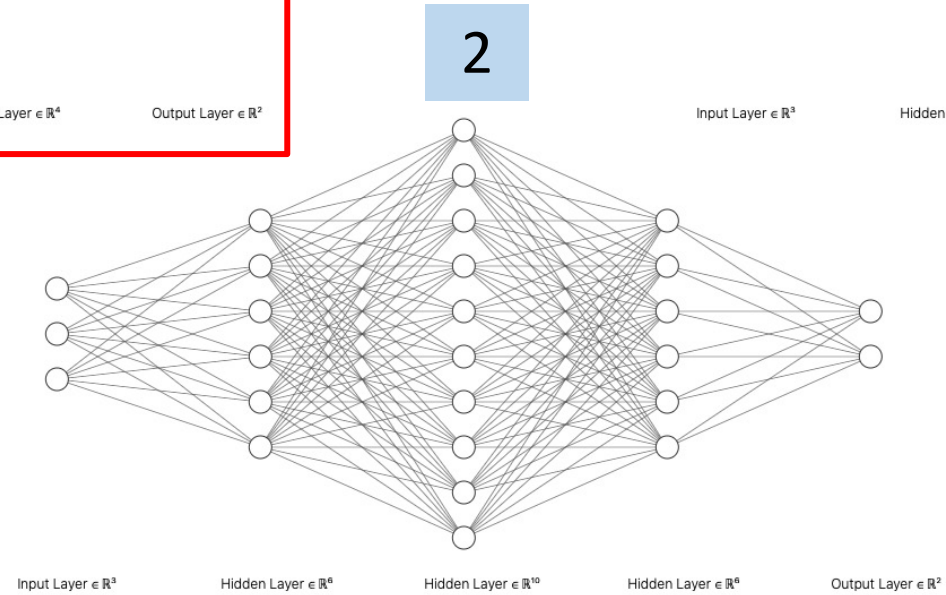 2
Layer ∈ ℝ⁴
Output Layer ∈ ℝ²
Input Layer ∈ ℝ³
Hidden
Input Layer ∈ ℝ³
Hidden Layer ∈ ℝ⁶
Hidden Layer ∈ ℝ¹⁰
Hidden Layer ∈ ℝ⁶
Output Layer ∈ ℝ²